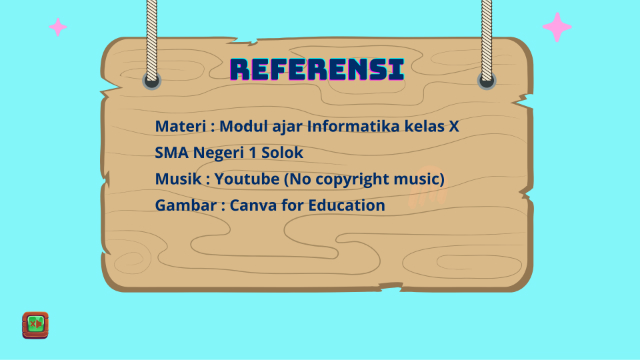 REFERENSI
Materi : Modul ajar Informatika kelas X
SMA Negeri 1 Solok
Musik : Youtube (No copyright music)
Gambar : Canva for Education